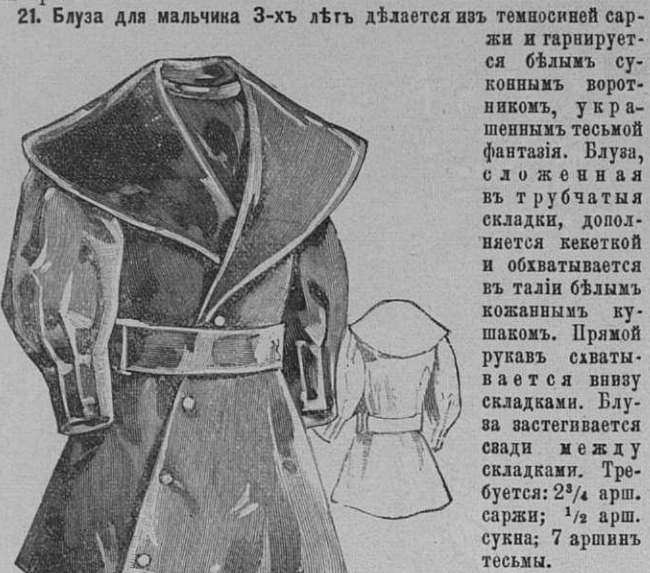 21. Блуза для мальчика 3-хъ лѣтъ дѣлается изъ темносиней сар-
жи и гарнирует-
ся бѣлымъ су-
коннымъ ворот-
никомъ, укра-
шеннымъ тесьмой
фантазія. Блуза,
сложенная
въ трубчатыя
складки, допол-
няется кекеткой
и обхватывается
въ таліи бѣлымъ
кожаннымъ ку-
шакомъ. Прямой
рукавъ схваты-
вается внизу
складками. Блу-
за застегивается
сзади между
складками. Тре-
буется: 2³/₄ арш.
саржи; ¹/₂ арш.
сукна; 7 аршинъ
тесьмы.